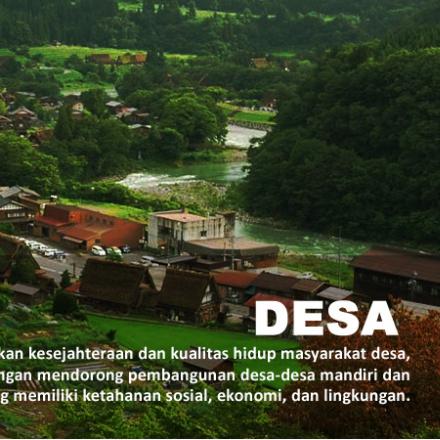 DESA
kan kesejahteraan dan kualitas hidup masyarakat desa,
ngan mendorong pembangunan desa-desa mandiri dan
g memiliki ketahanan sosial, ekonomi, dan lingkungan.